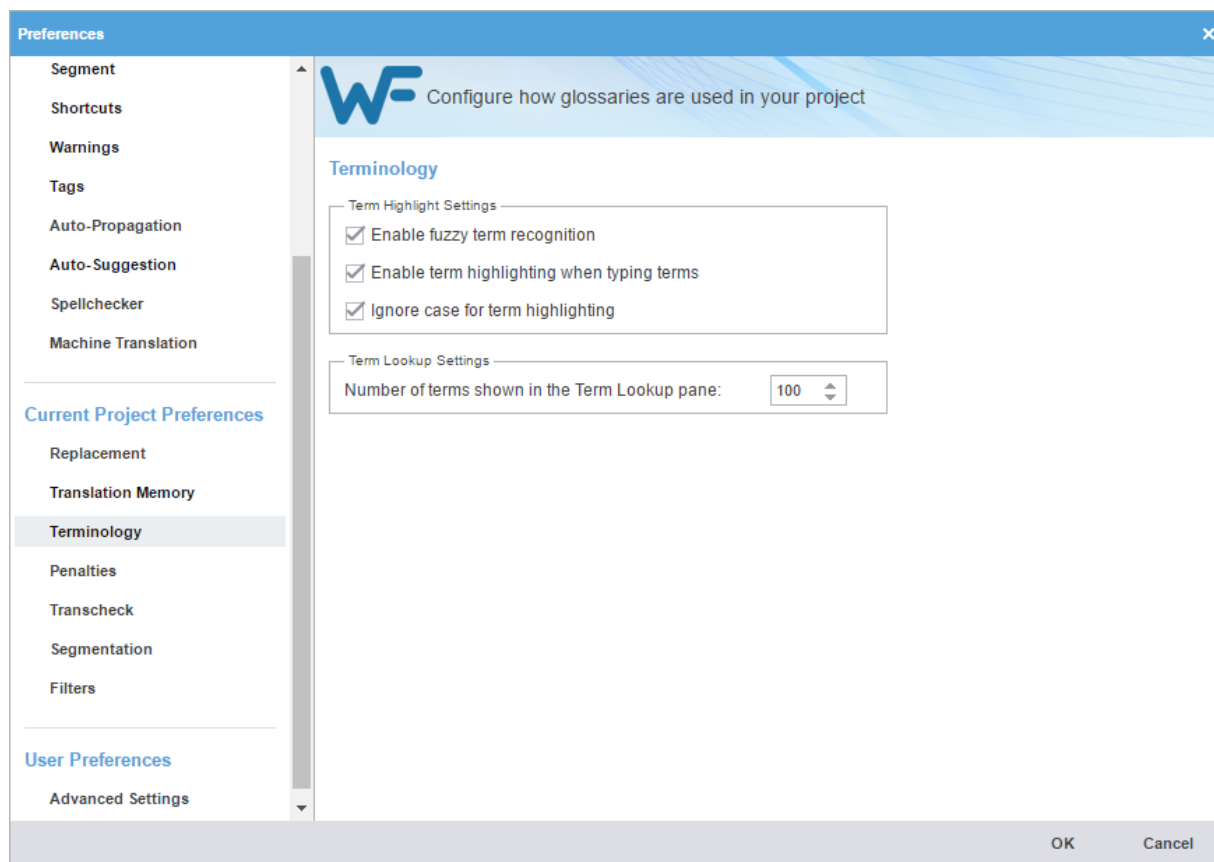 Preferences
Segment
Shortcuts
Warnings
Tags
Auto-Propagation
Auto-Suggestion
Spellchecker
Machine Translation
Current Project Preferences
Replacement
Translation Memory
Terminology
Penalties
Transcheck
Segmentation
Filters
User Preferences
Advanced Settings
WF
Configure how glossaries are used in your project
Terminology
Term Highlight Settings
Enable fuzzy term recognition
Enable term highlighting when typing terms
Ignore case for term highlighting
Term Lookup Settings
Number of terms shown in the Term Lookup pane: 100
OK Cancel